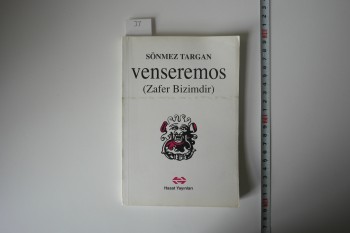 SÖNMEZ TARGAN
venseremos
(Zafer Bizimdir)
Hasat Yayınları